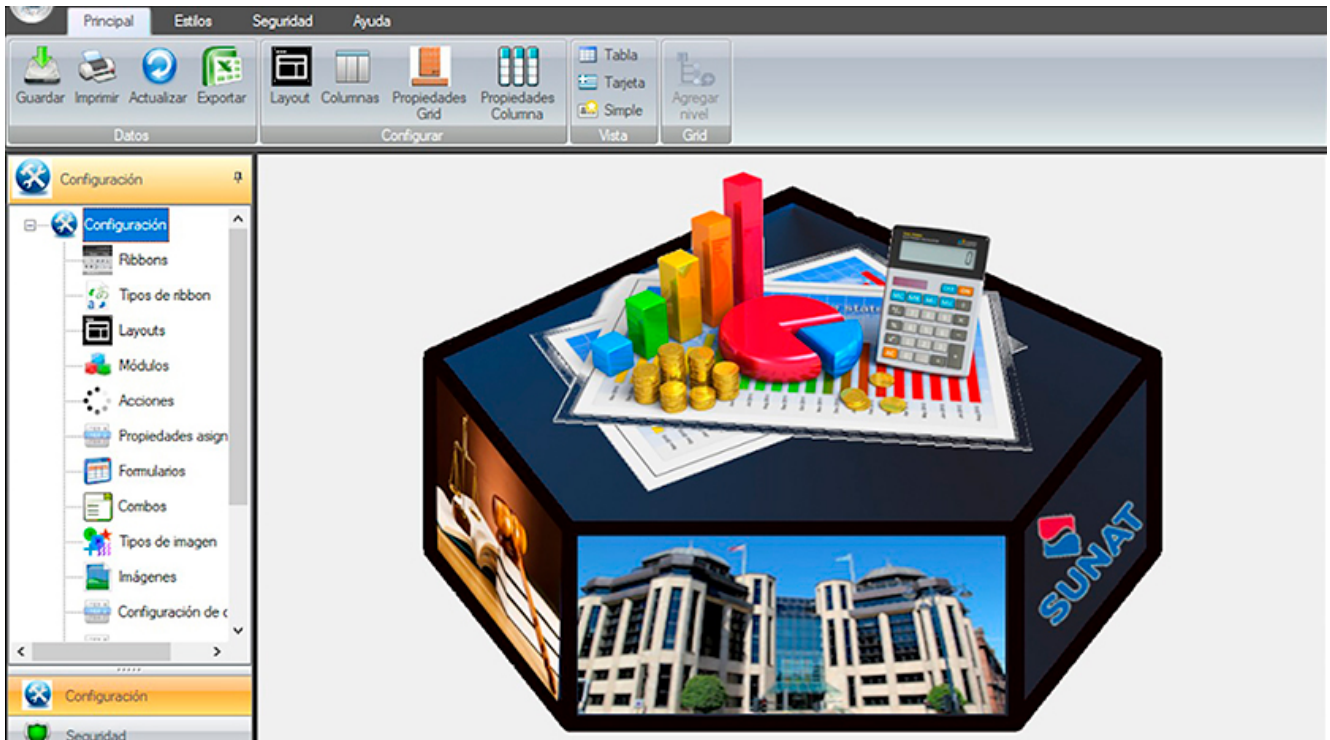 Principal Estilos Seguridad Ayuda
Guardar Imprimir Actualizar Exportar
Datos
Layout Columnas Propiedades Grid Propiedades Columna
Configurar
Tabla
Tarjeta
Simple
Vista
Agregar nivel
Grid
Configuración
Configuración
Ribbons
Tipos de ribbon
Layouts
Módulos
Acciones
Propiedades asign
Formularios
Combos
Tipos de imagen
Imágenes
Configuración de c
Configuración
Seguridad
SUNAT